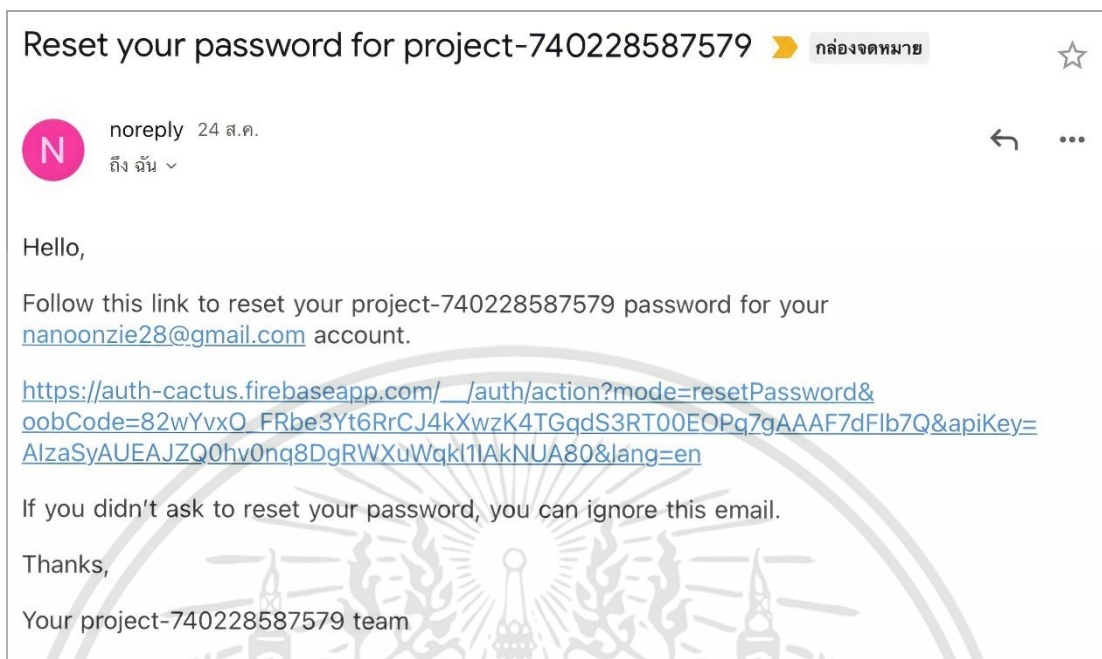 Reset your password for project-740228587579 กล่องจดหมาย
N
noreply 24 ส.ค.
ถึง ฉัน
Hello,
Follow this link to reset your project-740228587579 password for your
nanoonzie28@gmail.com account.
https://auth-cactus.firebaseapp.com/__/auth/action?mode=resetPassword&
oobCode=82wYvxO_FRbe3Yt6RrCJ4kXwzK4TGqdS3RT00EOPq7gAAAF7dFlb7Q&apiKey=
AIzaSyAUEAJZQ0hv0nq8DgRWXuWqkl1IAkNUA80&lang=en
If you didn't ask to reset your password, you can ignore this email.
Thanks,
Your project-740228587579 team